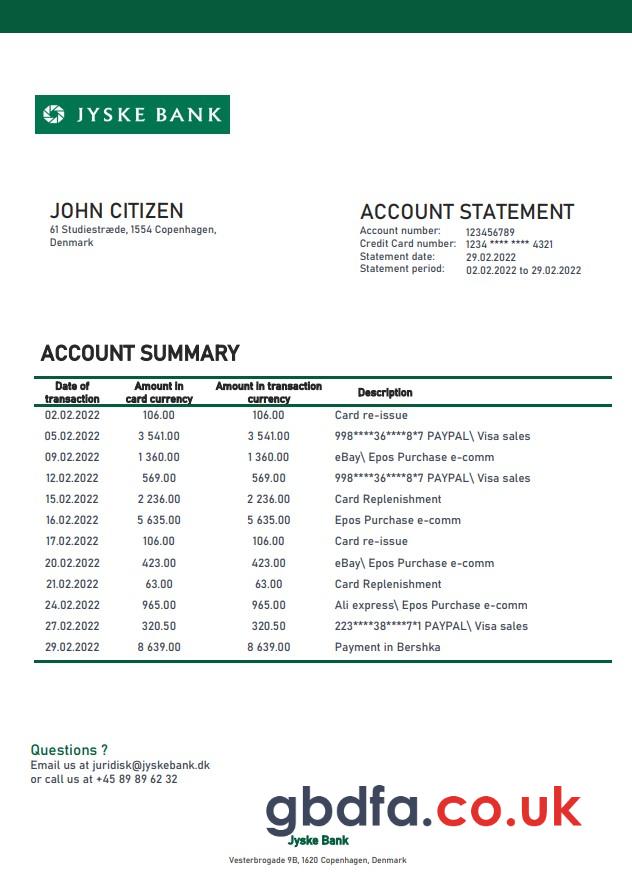 JYSKE BANK
JOHN CITIZEN
61 Studiestræde, 1554 Copenhagen,
Denmark
ACCOUNT STATEMENT
Account number: 123456789
Credit Card number: 1234 **** **** 4321
Statement date: 29.02.2022
Statement period: 02.02.2022 to 29.02.2022
ACCOUNT SUMMARY
Date of transaction Amount in card currency Amount in transaction currency Description
02.02.2022 106.00 106.00 Card re-issue
05.02.2022 3 541.00 3 541.00 998****36****8*7 PAYPAL\ Visa sales
09.02.2022 1 360.00 1 360.00 eBay\ Epos Purchase e-comm
12.02.2022 569.00 569.00 998****36****8*7 PAYPAL\ Visa sales
15.02.2022 2 236.00 2 236.00 Card Replenishment
16.02.2022 5 635.00 5 635.00 Epos Purchase e-comm
17.02.2022 106.00 106.00 Card re-issue
20.02.2022 423.00 423.00 eBay\ Epos Purchase e-comm
21.02.2022 63.00 63.00 Card Replenishment
24.02.2022 965.00 965.00 Ali express\ Epos Purchase e-comm
27.02.2022 320.50 320.50 223****38****7*1 PAYPAL\ Visa sales
29.02.2022 8 639.00 8 639.00 Payment in Bershka
Questions ?
Email us at juridisk@jyskebank.dk
or call us at +45 89 89 62 32
gbdfa.co.uk
Jyske Bank
Vesterbrogade 9B, 1620 Copenhagen, Denmark